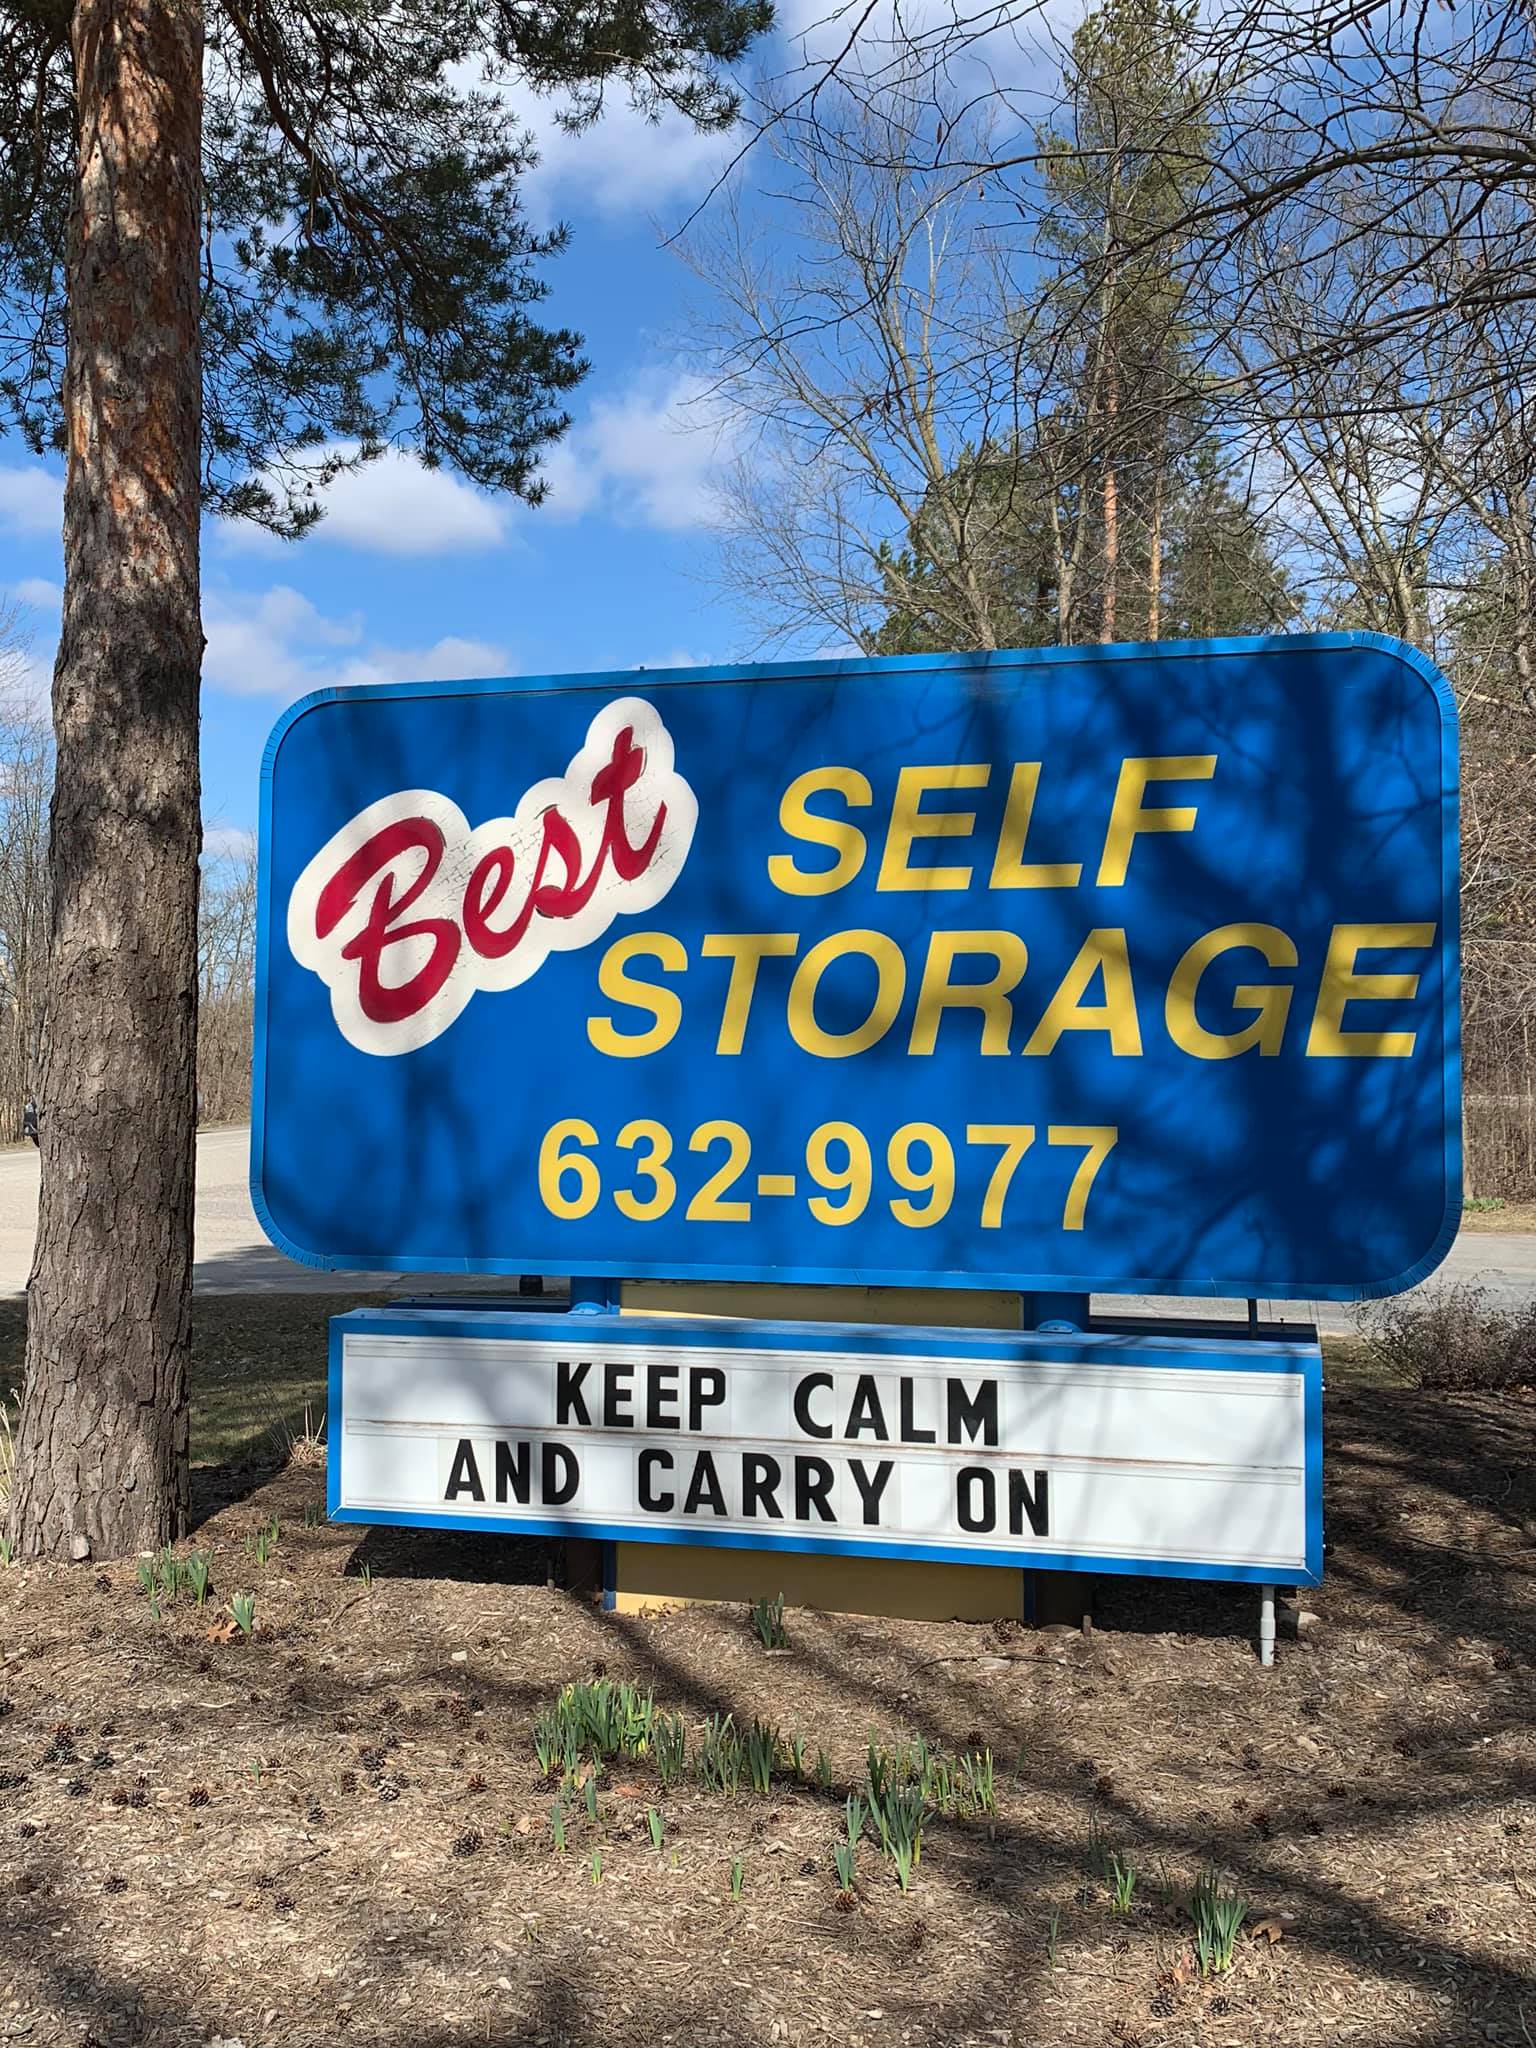 Best SELF
STORAGE
632-9977
KEEP CALM
AND CARRY ON